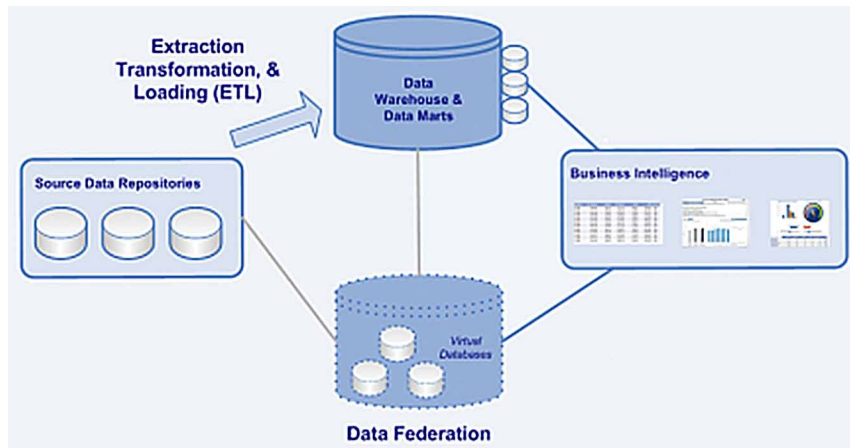 Extraction
Transformation, &
Loading (ETL)
Data
Warehouse &
Data Marts
Source Data Repositories
Business Intelligence
Virtual
Databases
Data Federation